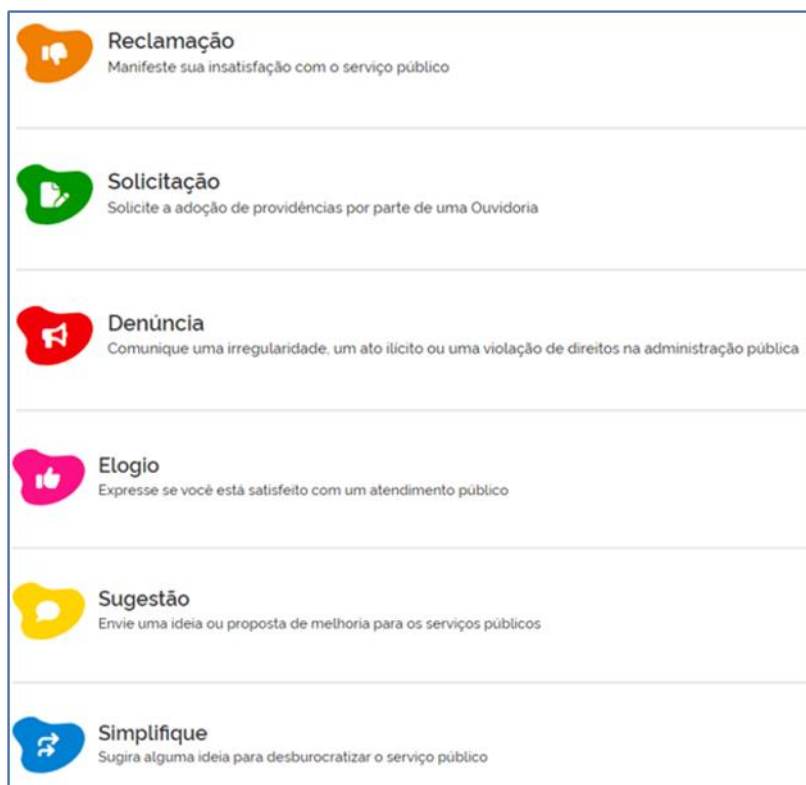 Reclamação
Manifeste sua insatisfação com o serviço público
Solicitação
Solicite a adoção de providências por parte de uma Ouvidoria
Denúncia
Comunique uma irregularidade, um ato ilícito ou uma violação de direitos na administração pública
Elogio
Expresse se você está satisfeito com um atendimento público
Sugestão
Envie uma ideia ou proposta de melhoria para os serviços públicos
Simplifique
Sugira alguma ideia para desburocratizar o serviço público